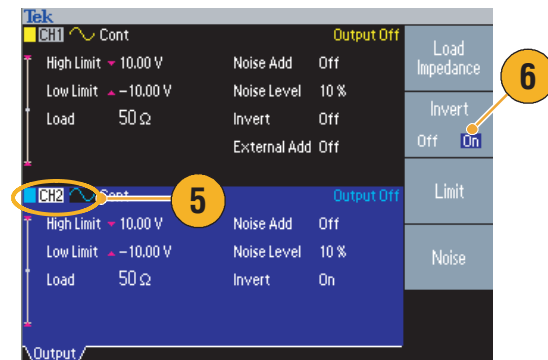 Tek
CH1 Cont Output Off
High Limit 10.00 V Noise Add Off
Low Limit -10.00 V Noise Level 10 %
Load 50 Ω Invert Off
External Add Off
CH2 Cont Output Off
High Limit 10.00 V Noise Add Off
Low Limit -10.00 V Noise Level 10 %
Load 50 Ω Invert On
Output
Load
Impedance
Invert
Off On
Limit
Noise
5
6